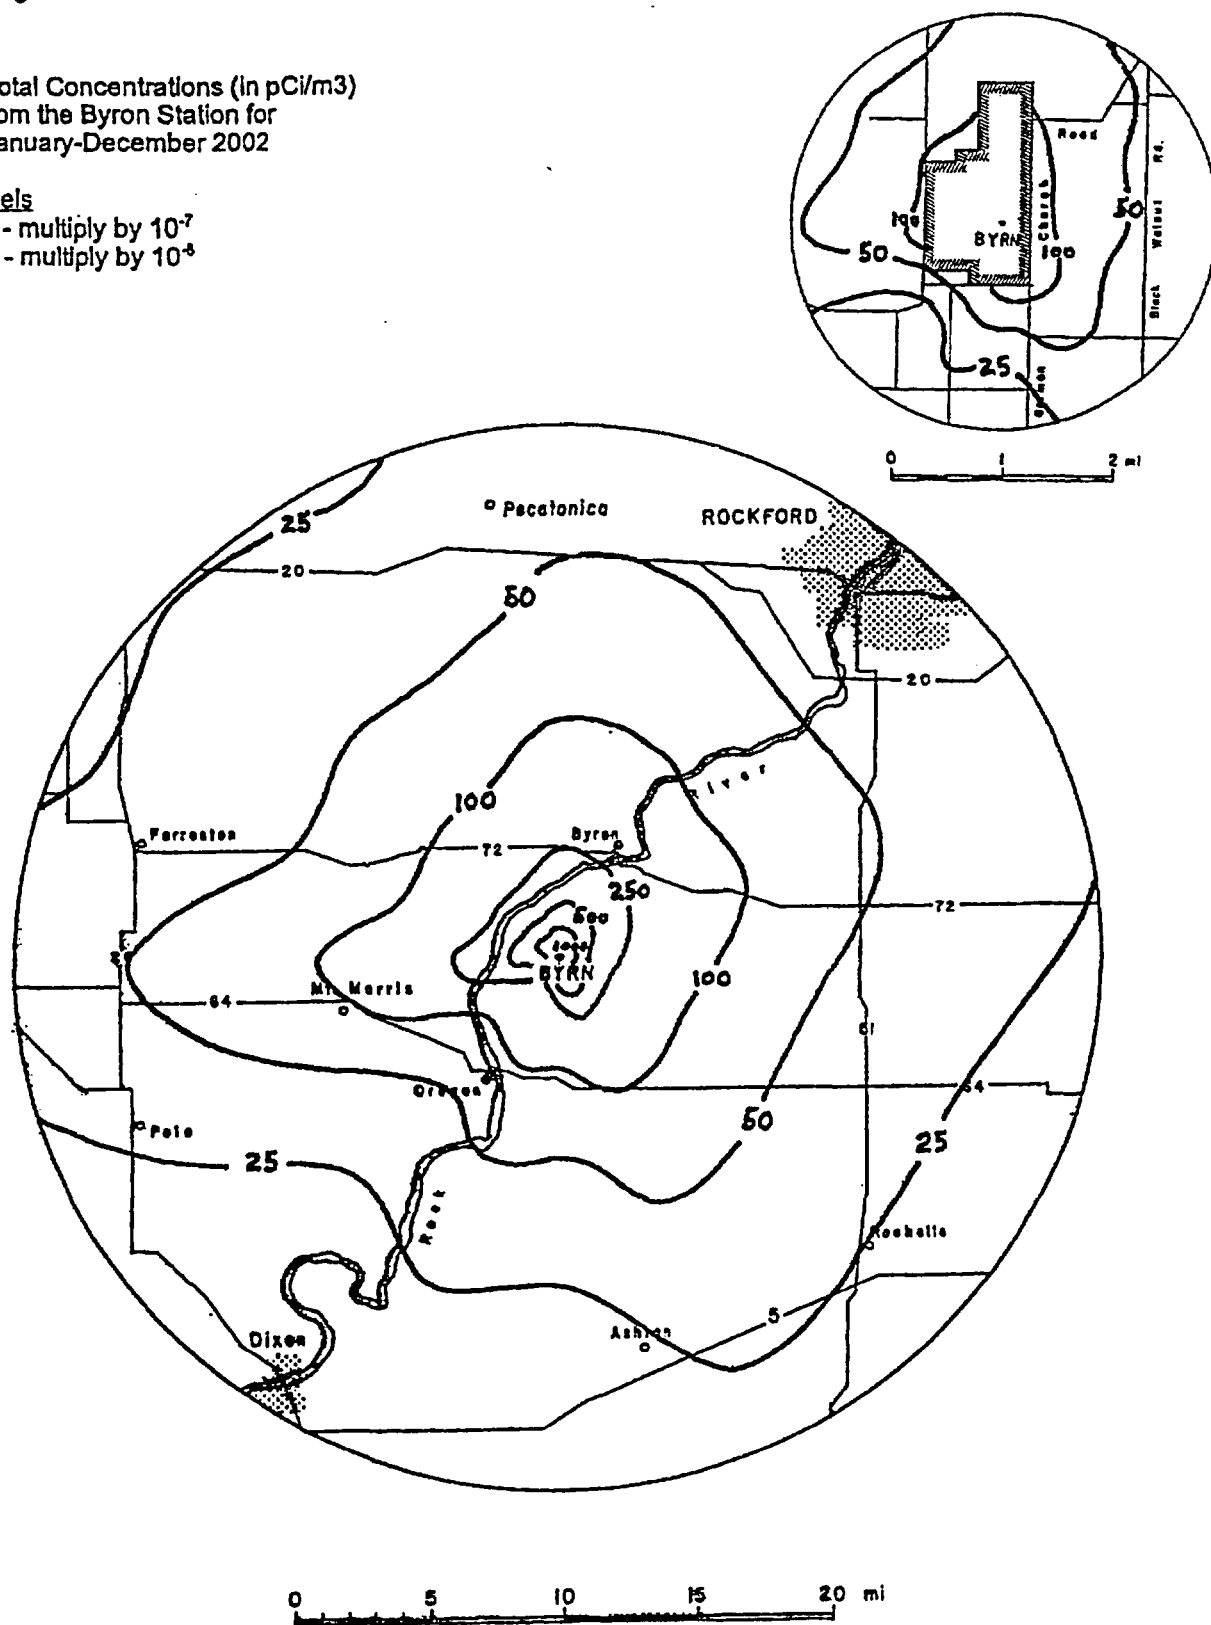 otal Concentrations (in pCi/m3)
om the Byron Station for
anuary-December 2002
els
- multiply by 10-7
- multiply by 10-8
Road
Rd.
Walnut
Black
Church
German
100
BYRN
100
50
50
25
0 1 2 mi
Pecatonica
ROCKFORD
25
20
50
20
100
River
Forreston
Byron
72
250
500
72
BYRN
100
Mt. Morris
64
51
Oregon
64
50
25
Polo
25
Rock
Rochelle
5
Ashton
Dixon
0 5 10 15 20 mi